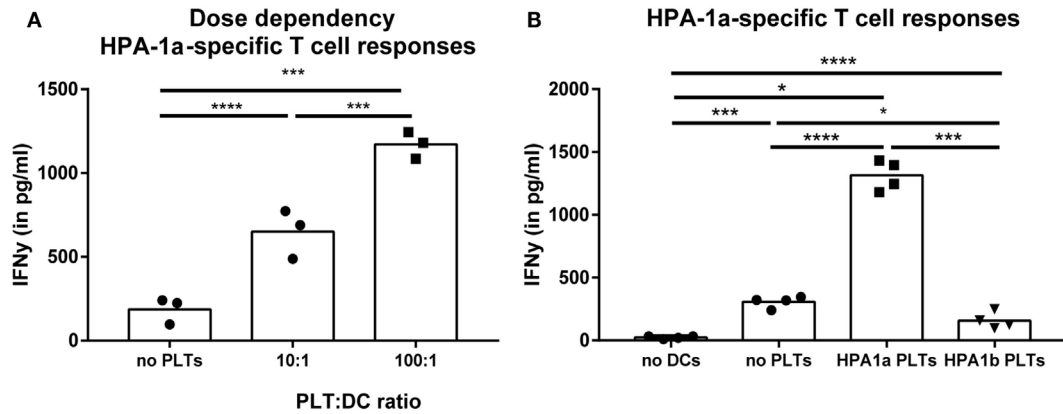 A
Dose dependency
HPA-1a-specific T cell responses
***
****
***
1500
1000
500
0
IFNy (in pg/ml)
no PLTs
10:1
100:1
PLT:DC ratio
B
HPA-1a-specific T cell responses
****
*
***
*
****
***
2000
1500
1000
500
0
IFNy (in pg/ml)
no DCs
no PLTs
HPA1a PLTs
HPA1b PLTs